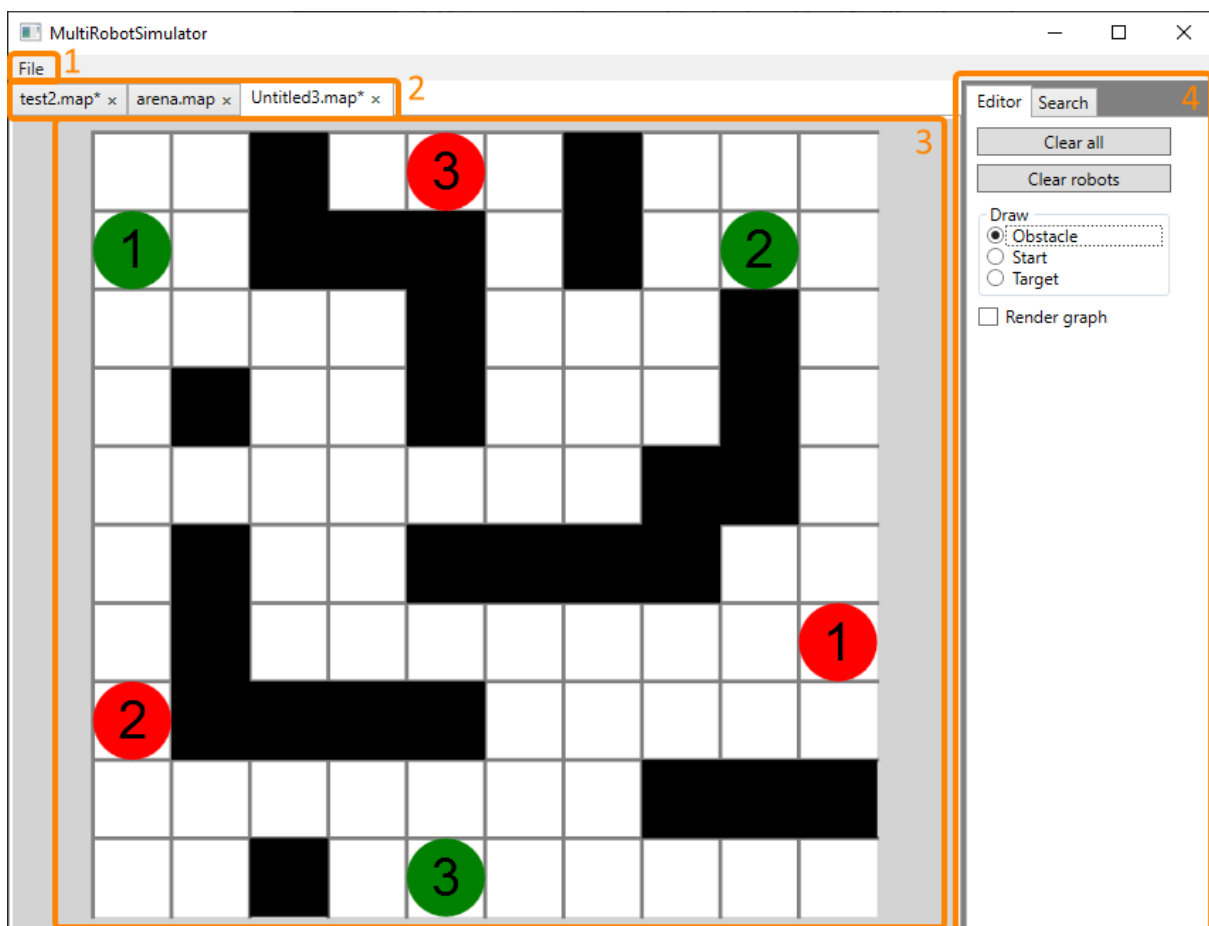 MultiRobotSimulator
File 1
test2.map* × arena.map × Untitled3.map* × 2
3
4
Editor Search
Clear all
Clear robots
Draw
Obstacle
Start
Target
Render graph
3
1 2
1
2
3